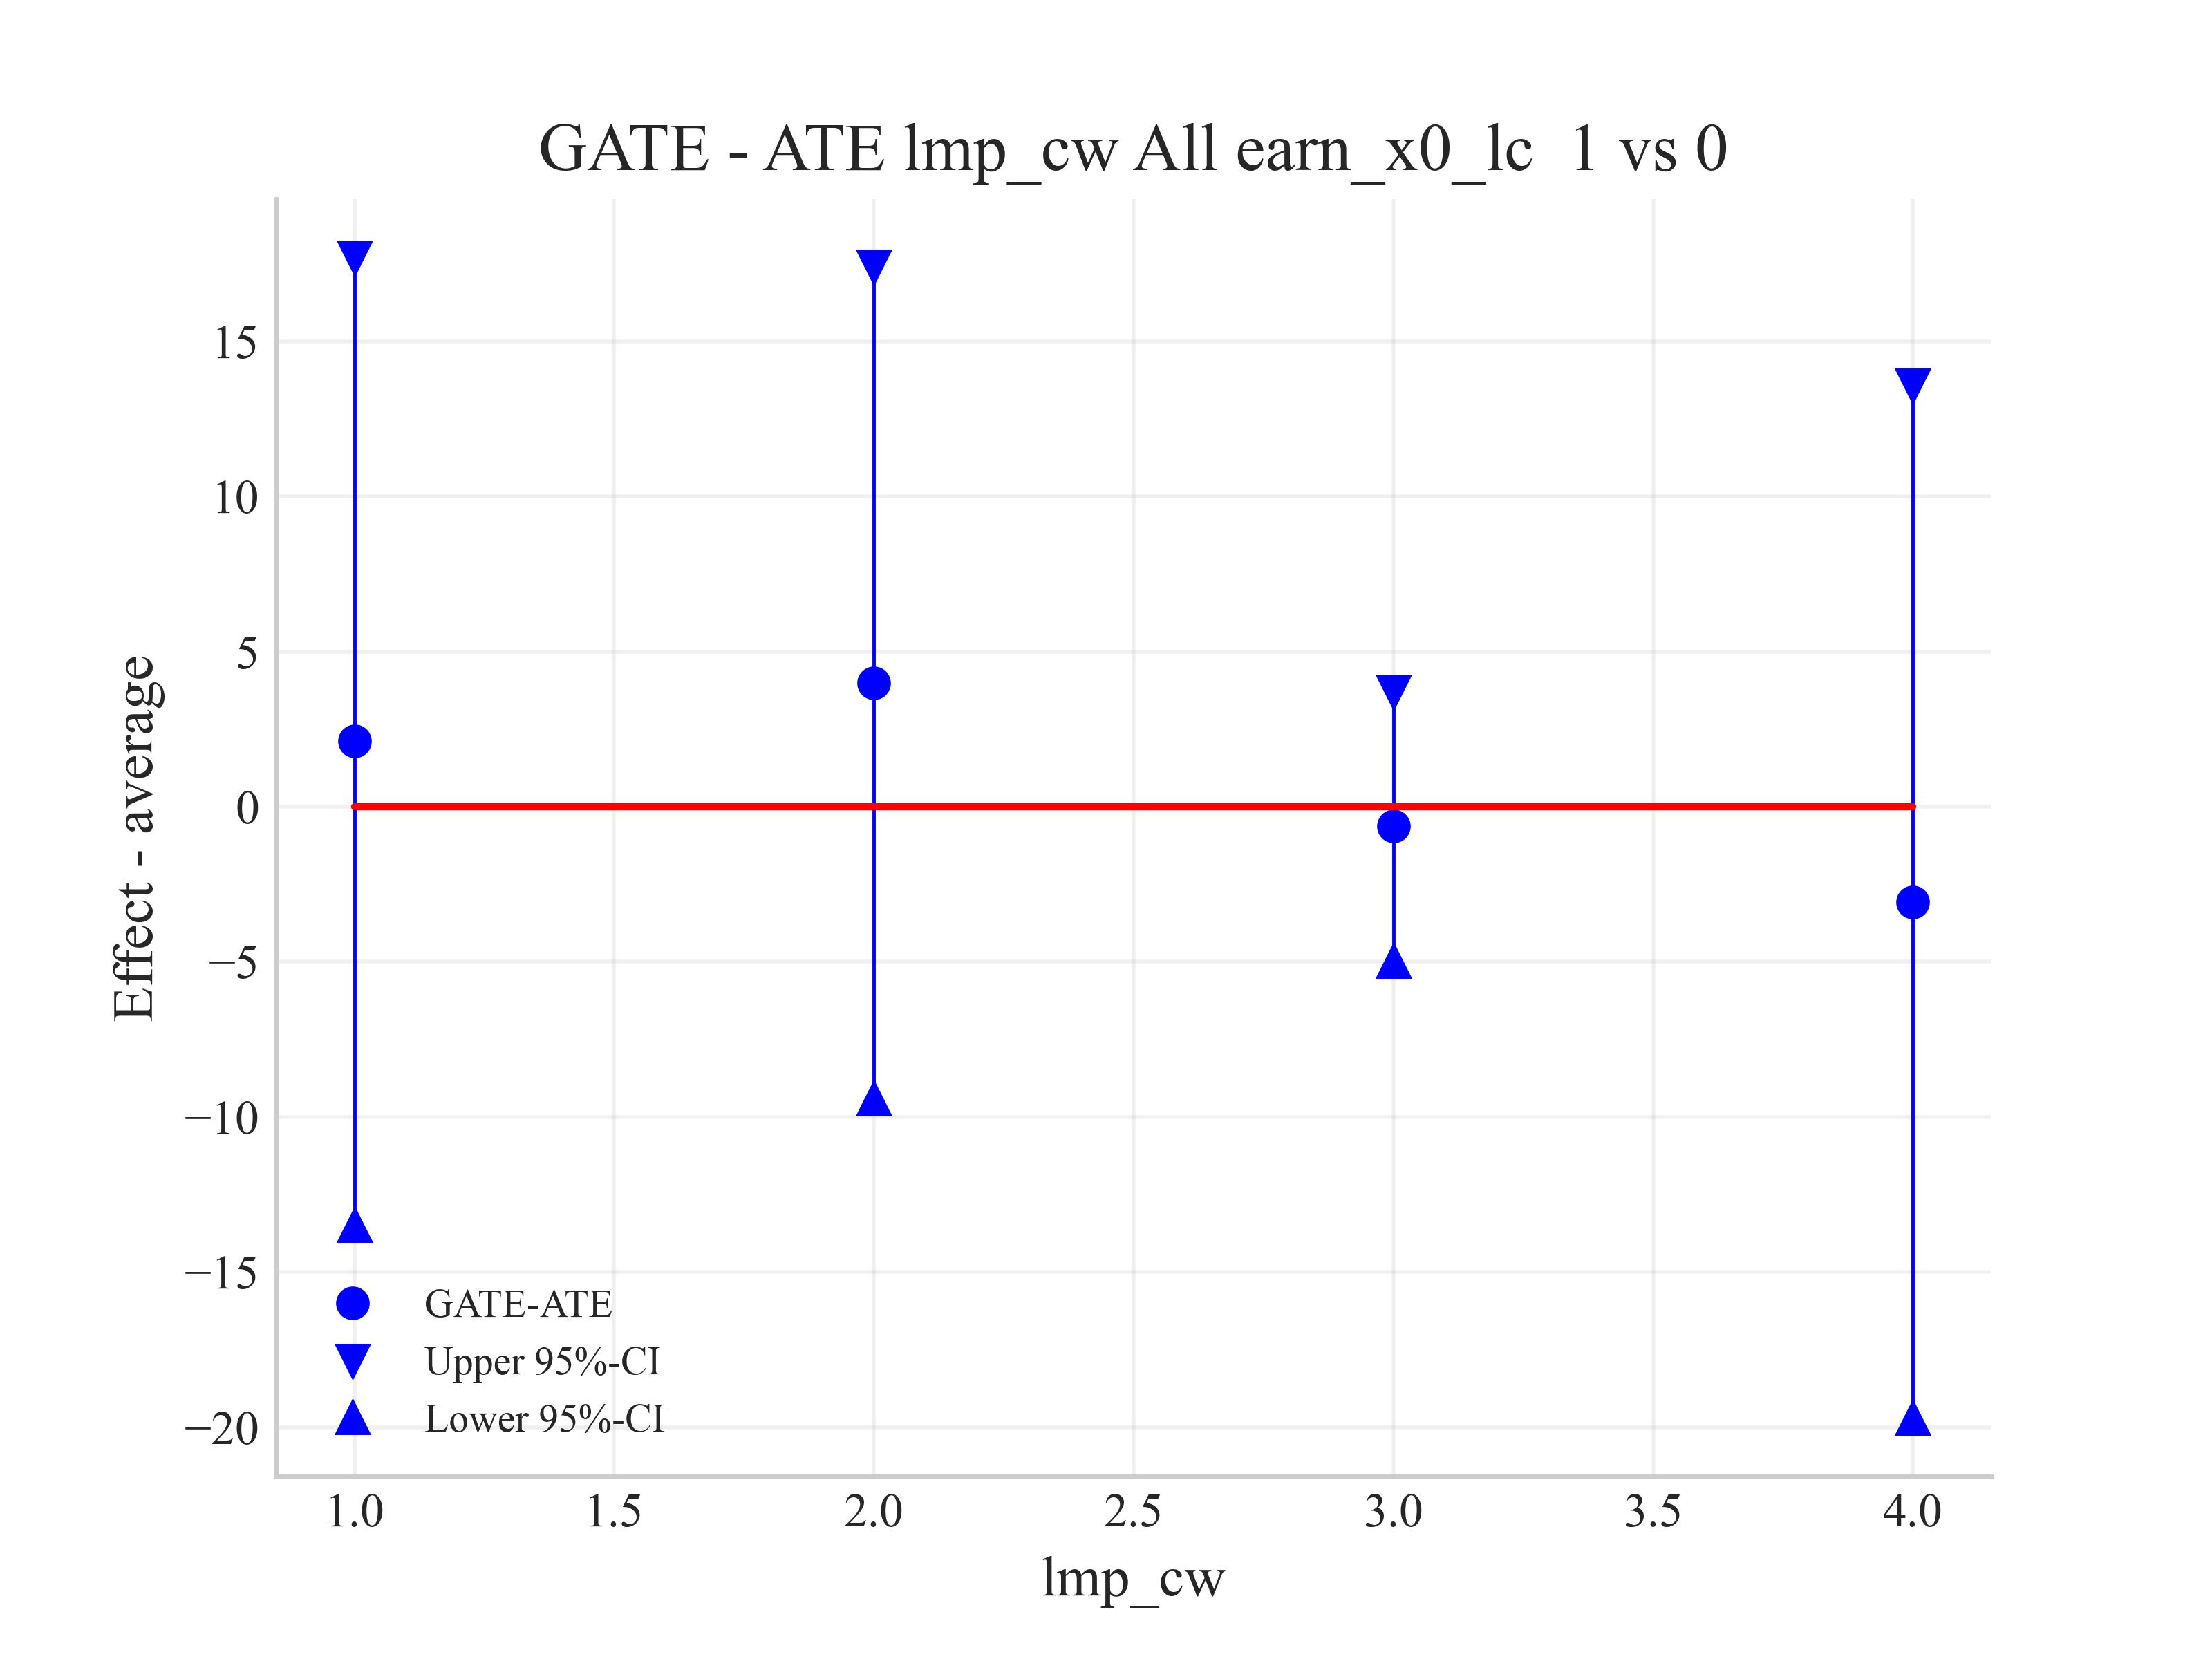 GATE - ATE lmp_cw All earn_x0_lc  1 vs 0
15
10
5
0
−5
−10
−15
−20
Effect - average
GATE-ATE
Upper 95%-CI
Lower 95%-CI
1.0 1.5 2.0 2.5 3.0 3.5 4.0
lmp_cw